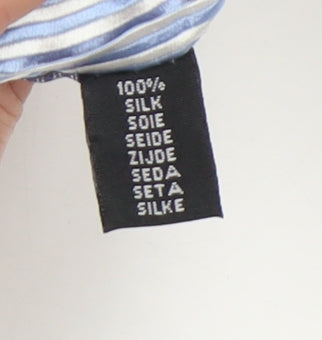 100%
SILK
SOIE
SEIDE
ZIJDE
SEDA
SETA
SILKE